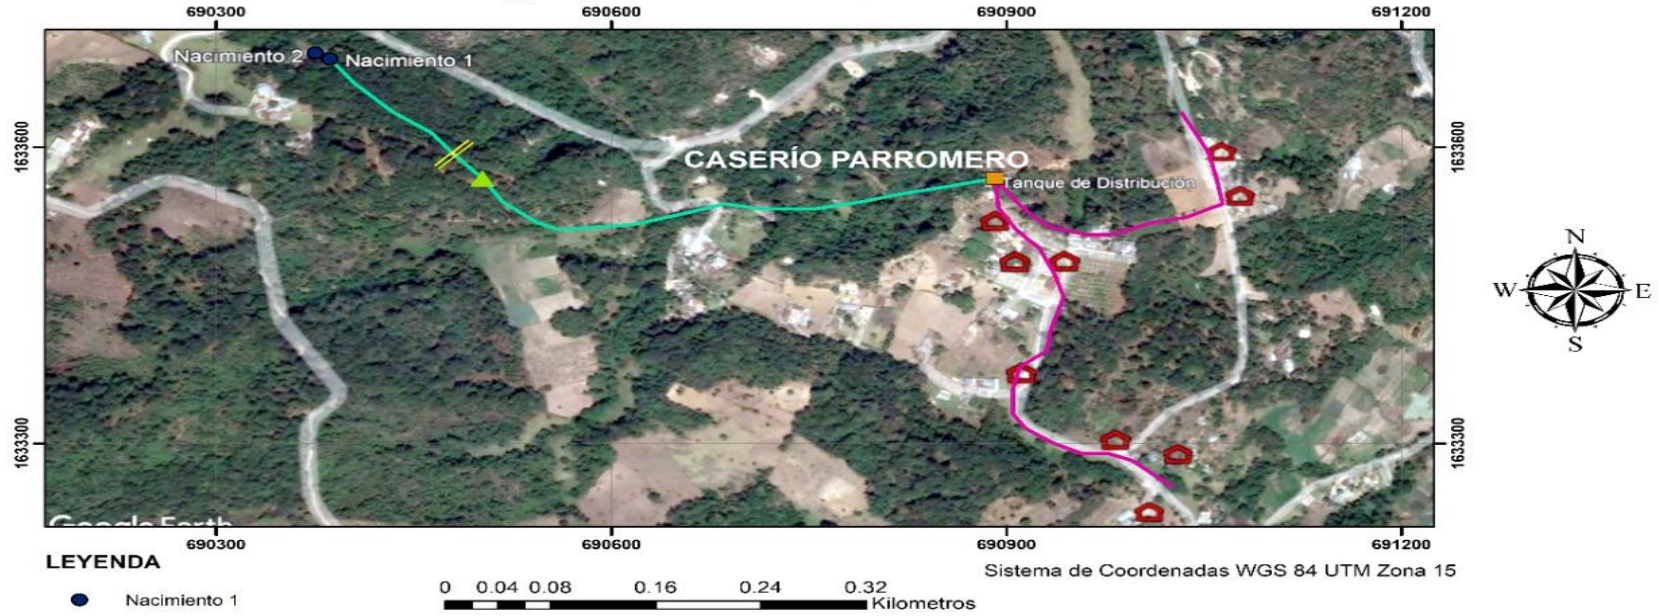 690300 690600 690900 691200
Nacimiento 2 Nacimiento 1
1633600 1633600
CASERÍO PARROMERO
Tanque de Distribución
N
W E
S
1633300 1633300
Google Earth
690300 690600 690900 691200
LEYENDA
Sistema de Coordenadas WGS 84 UTM Zona 15
0 0.04 0.08 0.16 0.24 0.32
Kilometros
Nacimiento 1